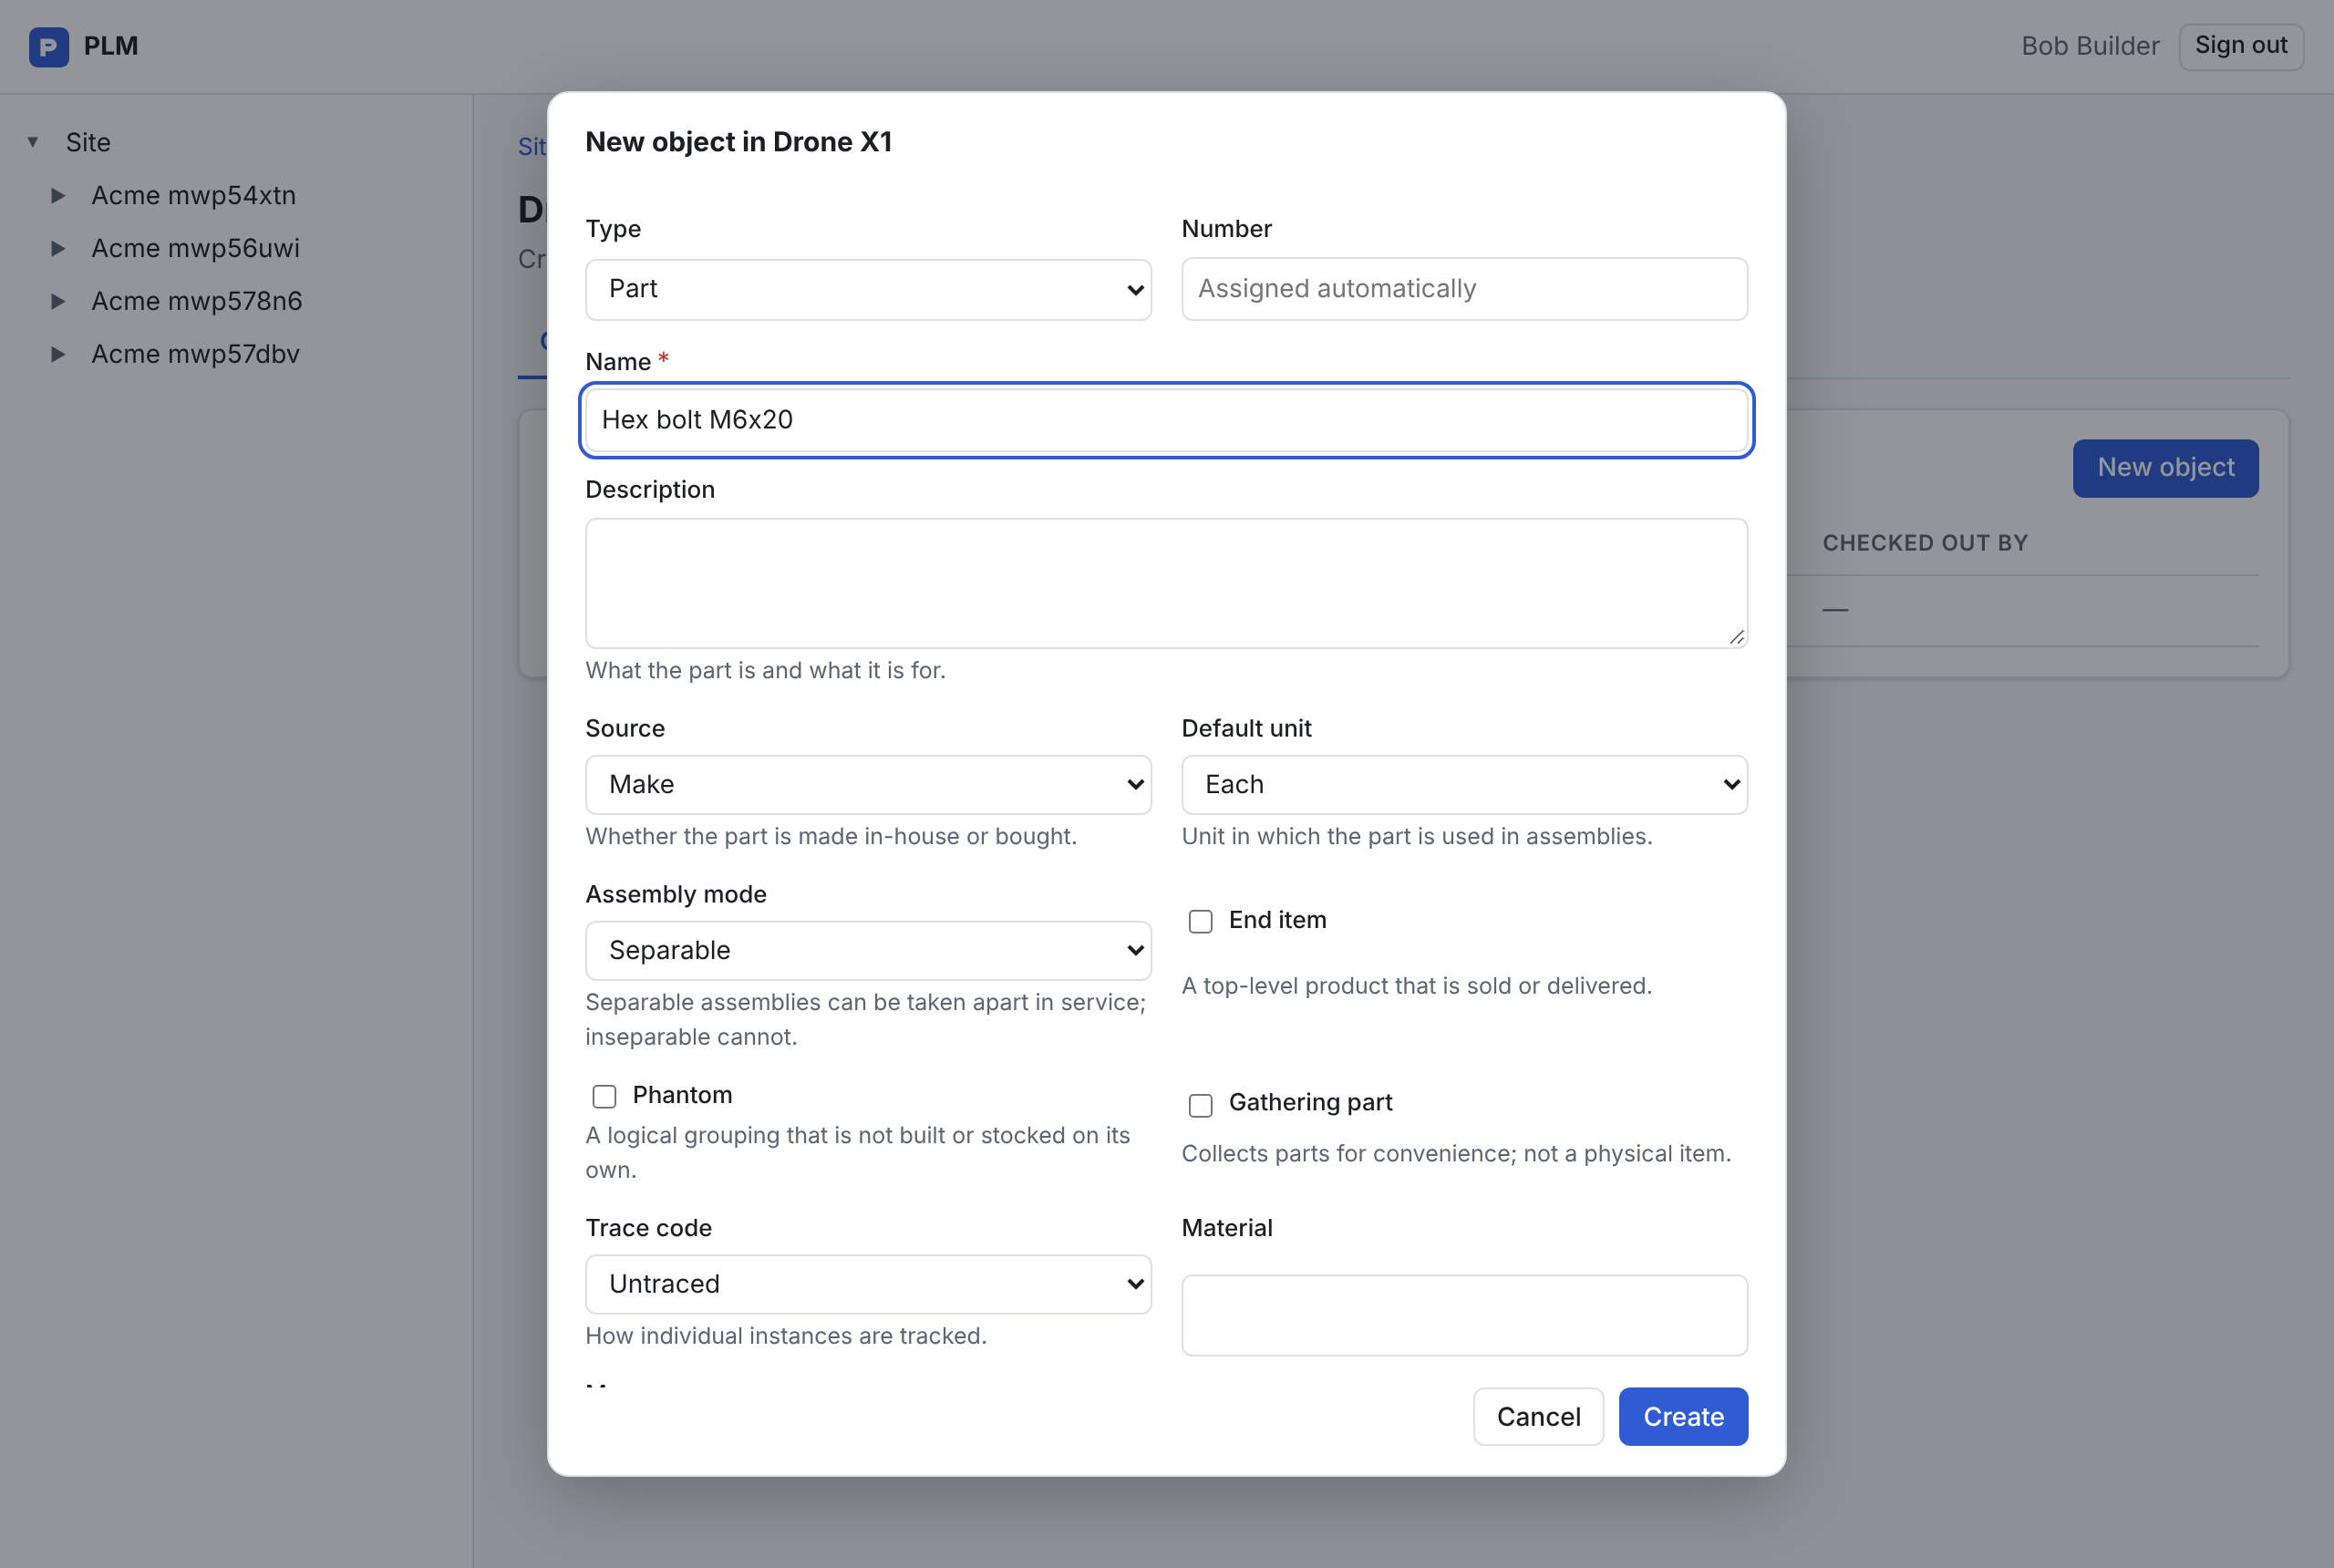 P PLM
Bob Builder
Sign out
Site
Acme mwp54xtn
Acme mwp56uwi
Acme mwp578n6
Acme mwp57dbv
New object in Drone X1
Type
Number
Part
Assigned automatically
Name *
Hex bolt M6x20
Description
What the part is and what it is for.
Source
Default unit
Make
Each
Whether the part is made in-house or bought.
Unit in which the part is used in assemblies.
Assembly mode
End item
Separable
A top-level product that is sold or delivered.
Separable assemblies can be taken apart in service;
inseparable cannot.
Phantom
Gathering part
A logical grouping that is not built or stocked on its
own.
Collects parts for convenience; not a physical item.
Trace code
Material
Untraced
How individual instances are tracked.
Cancel
Create
New object
CHECKED OUT BY
—